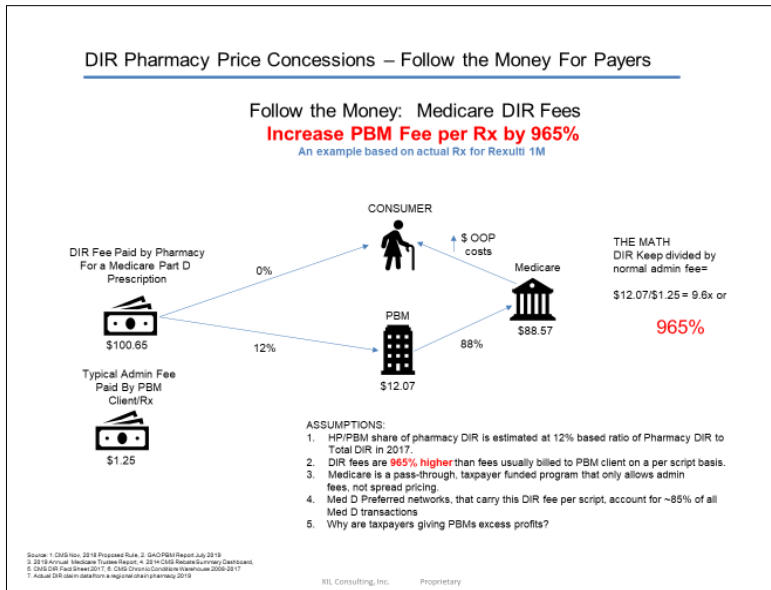 DIR Pharmacy Price Concessions – Follow the Money For Payers
Follow the Money: Medicare DIR Fees
Increase PBM Fee per Rx by 965%
An example based on actual Rx for Rexulti 1M
CONSUMER
DIR Fee Paid by Pharmacy
For a Medicare Part D
Prescription
$100.65
0%
12%
$ OOP
costs
Medicare
$88.57
PBM
$12.07
88%
THE MATH
DIR Keep divided by
normal admin fee=
$12.07/$1.25 = 9.6x or
965%
Typical Admin Fee
Paid By PBM
Client/Rx
$1.25
ASSUMPTIONS:
1. HP/PBM share of pharmacy DIR is estimated at 12% based ratio of Pharmacy DIR to
Total DIR in 2017.
2. DIR fees are 965% higher than fees usually billed to PBM client on a per script basis.
3. Medicare is a pass-through, taxpayer funded program that only allows admin
fees, not spread pricing.
4. Med D Preferred networks, that carry this DIR fee per script, account for ~85% of all
Med D transactions
5. Why are taxpayers giving PBMs excess profits?
Source: 1. CMS Nov, 2018 Proposed Rule, 2. GAO PBM Report July 2019
3. 2019 Annual Medicare Trustee Report, 4. 2014 CMS Rebate Summary Dashboard,
5. CMS DIR Fact Sheet 2017, 6. CMS Chronic Conditions Warehouse 2008-2017
7. Actual DIR claim data from a regional chain pharmacy 2019
Consulting, Inc. Proprietary